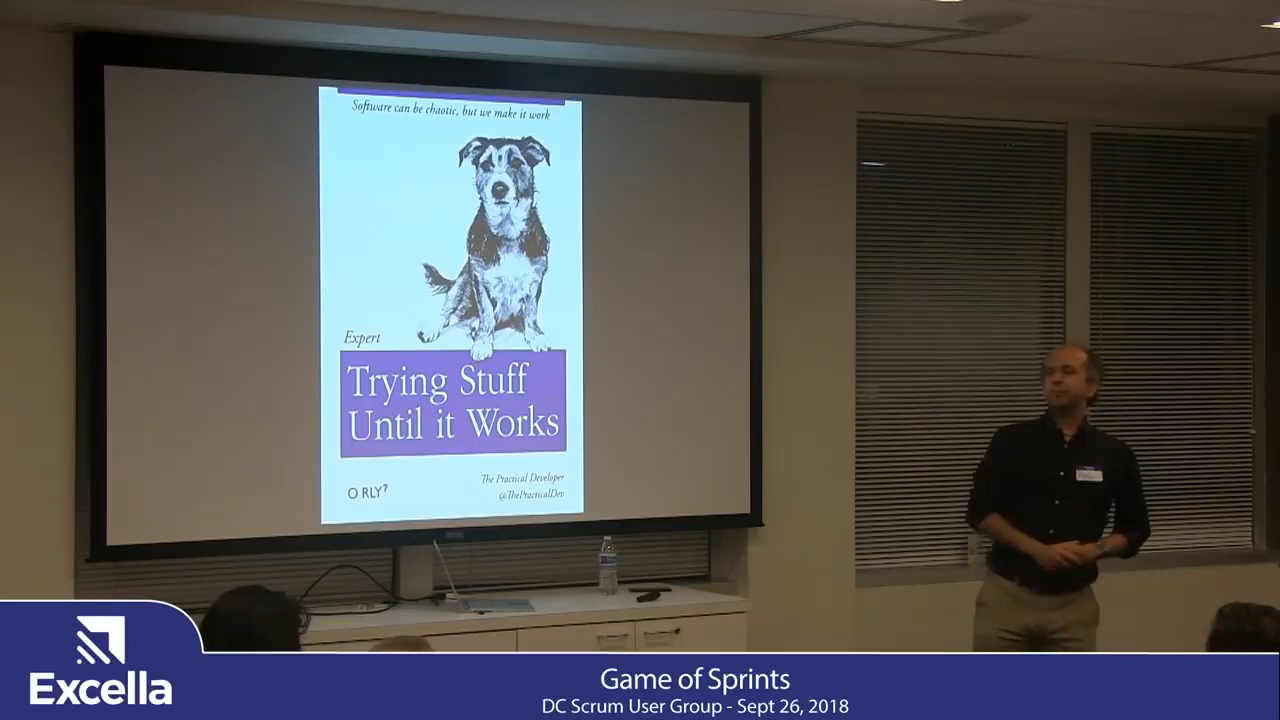 Software can be chaotic, but we make it work
Expert
Trying Stuff
Until it Works
O RLY?
The Practical Developer
@ThePracticalDev
Excella
Game of Sprints
DC Scrum User Group - Sept 26, 2018